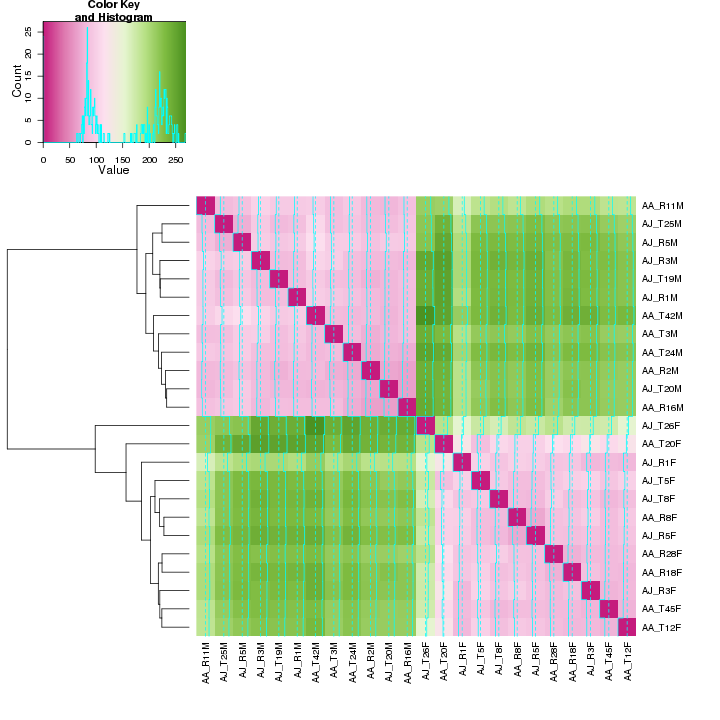 Color Key
and Histogram
Count
0 5 10 15 20 25
0 50 100 150 200 250
Value
AA_R11M
AJ_T25M
AJ_R5M
AJ_R3M
AJ_T19M
AJ_R1M
AA_T42M
AA_T3M
AA_T24M
AA_R2M
AJ_T20M
AA_R16M
AJ_T26F
AA_T20F
AJ_R1F
AJ_T5F
AJ_T8F
AA_R8F
AJ_R5F
AA_R28F
AA_R18F
AJ_R3F
AA_T45F
AA_T12F
AA_R11M
AJ_T25M
AJ_R5M
AJ_R3M
AJ_T19M
AJ_R1M
AA_T42M
AA_T3M
AA_T24M
AA_R2M
AJ_T20M
AA_R16M
AJ_T26F
AA_T20F
AJ_R1F
AJ_T5F
AJ_T8F
AA_R8F
AJ_R5F
AA_R28F
AA_R18F
AJ_R3F
AA_T45F
AA_T12F